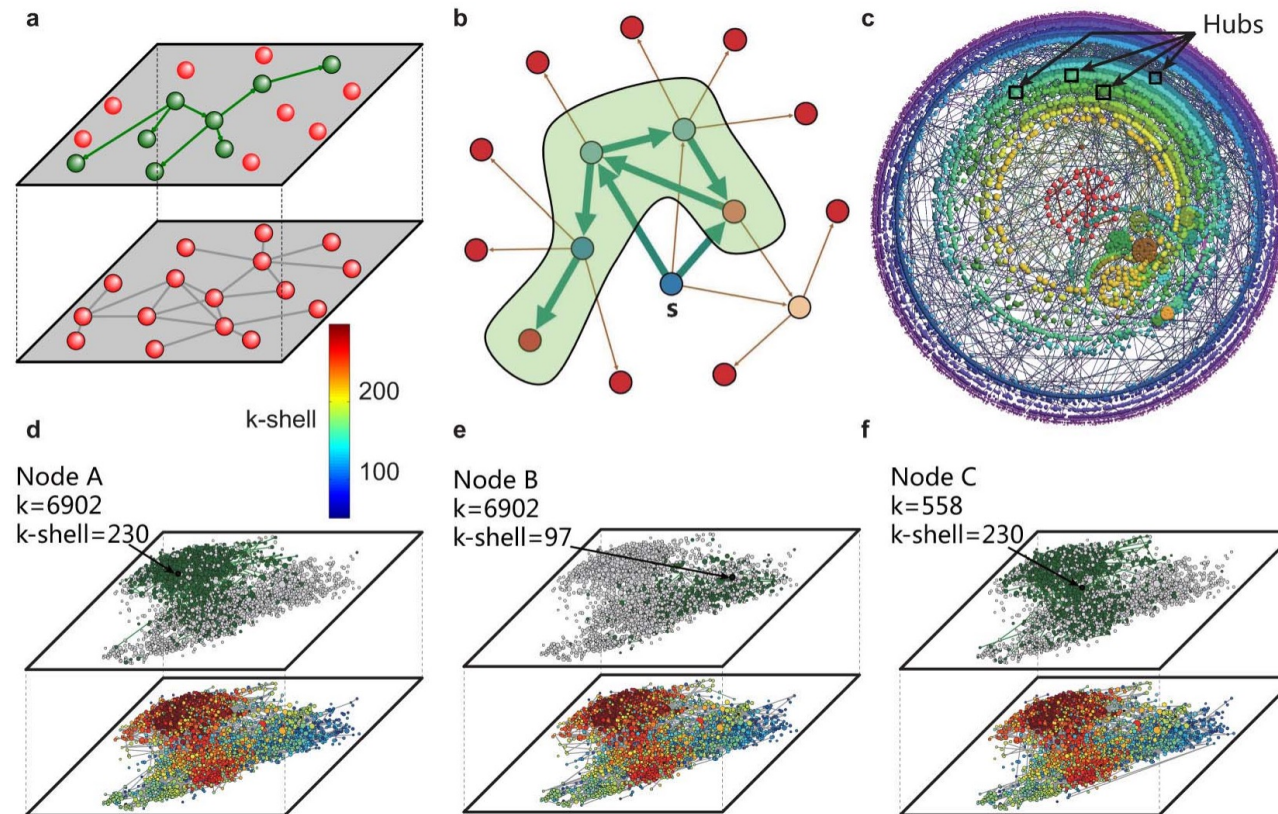 a
b
c
Hubs
s
k-shell
200
100
d
Node A
k=6902
k-shell=230
e
Node B
k=6902
k-shell=97
f
Node C
k=558
k-shell=230